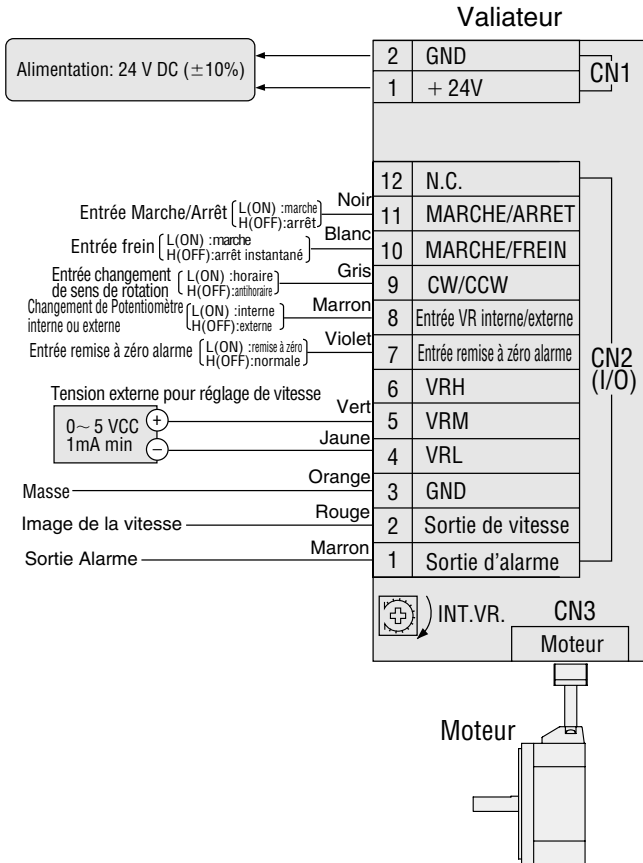 Valiateur
Alimentation: 24 V DC (±10%)
2 GND
1 + 24V
CN1
12 N.C.
Entrée Marche/Arrêt L(ON) :marche
H(OFF):arrêt
Noir
11 MARCHE/ARRET
Entrée frein L(ON) :marche
H(OFF):arrêt instantané
Blanc
10 MARCHE/FREIN
Entrée changement
de sens de rotation
L(ON) :horaire
H(OFF):antihoraire
Gris
9 CW/CCW
Changement de Potentiomètre
interne ou externe
L(ON) :interne
H(OFF):externe
Marron
8 Entrée VR interne/externe
Entrée remise à zéro alarme L(ON) :remise à zéro
H(OFF):normale
Violet
7 Entrée remise à zéro alarme
CN2
(I/O)
6 VRH
Tension externe pour réglage de vitesse
0~ 5 VCC
1mA min
+
−
Vert
5 VRM
Jaune
4 VRL
Masse
Orange
3 GND
Image de la vitesse
Rouge
2 Sortie de vitesse
Sortie Alarme
Marron
1 Sortie d'alarme
INT.VR.
CN3
Moteur
Moteur